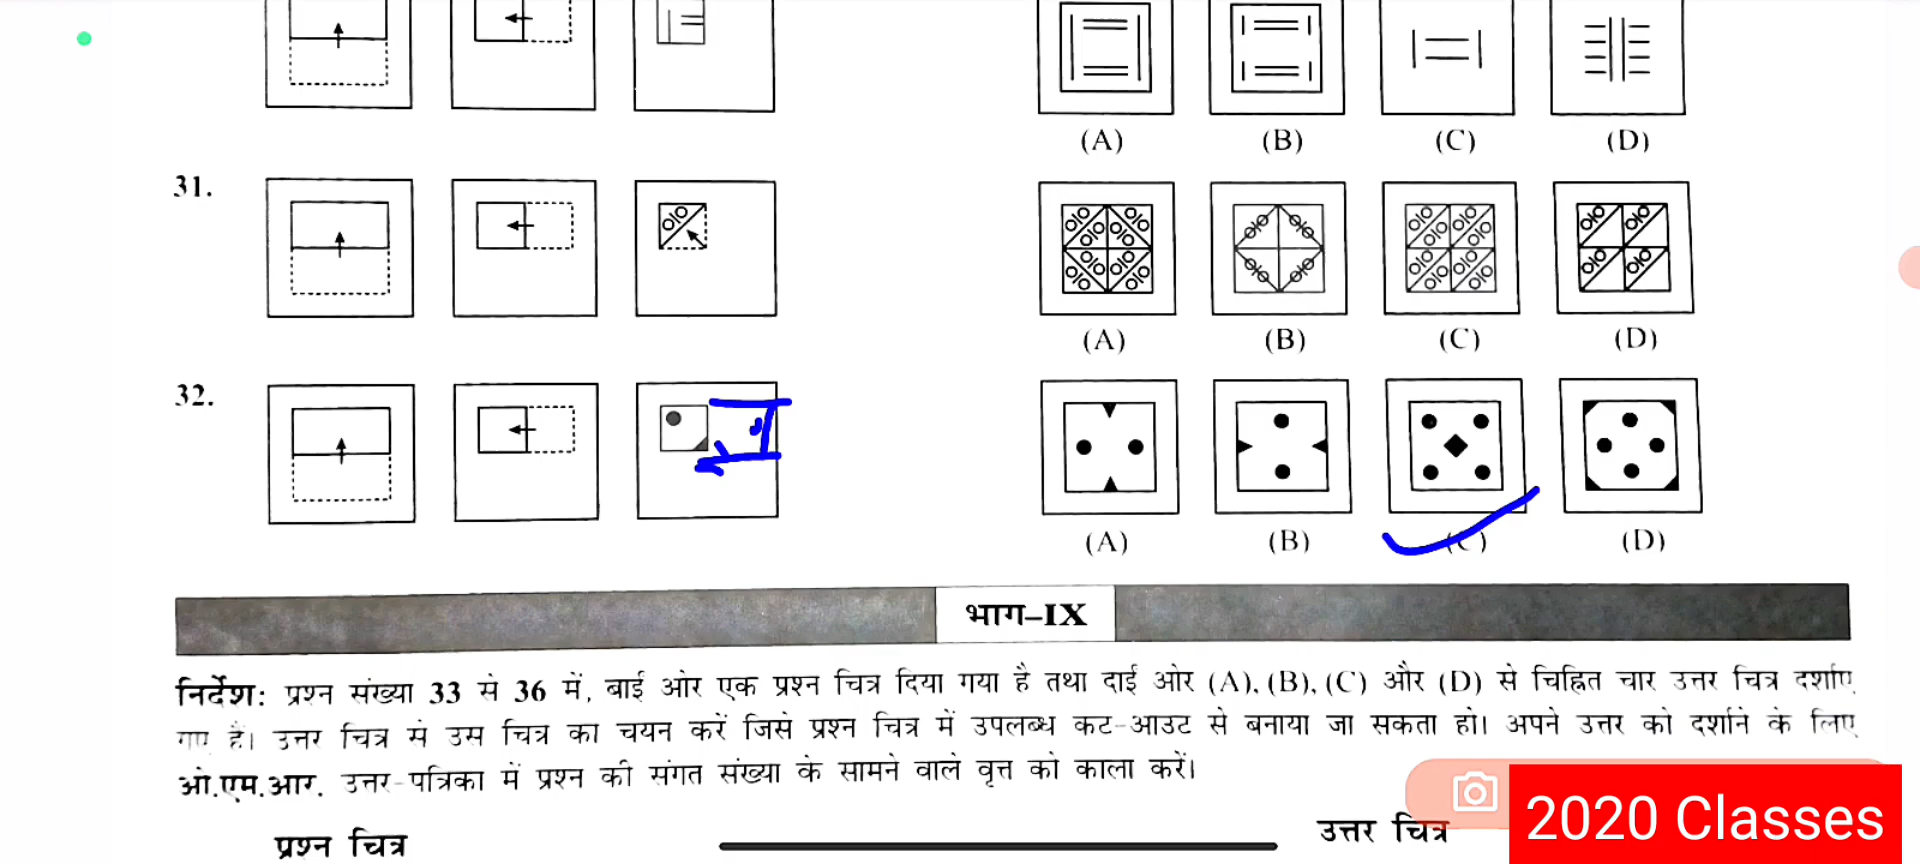 (A) (B) (C) (D)
31.
(A) (B) (C) (D)
32.
(A) (B) (C) (D)
भाग–IX
निर्देश: प्रश्न संख्या 33 से 36 में, बाईं ओर एक प्रश्न चित्र दिया गया है तथा दाईं ओर (A), (B), (C) और (D) से चिह्नित चार उत्तर चित्र दर्शाए
गए हैं। उत्तर चित्र से उस चित्र का चयन करें जिसे प्रश्न चित्र में उपलब्ध कट-आउट से बनाया जा सकता हो। अपने उत्तर को दर्शाने के लिए
ओ.एम.आर. उत्तर-पत्रिका में प्रश्न की संगत संख्या के सामने वाले वृत्त को काला करें।
प्रश्न चित्र
उत्तर चित्र
2020 Classes